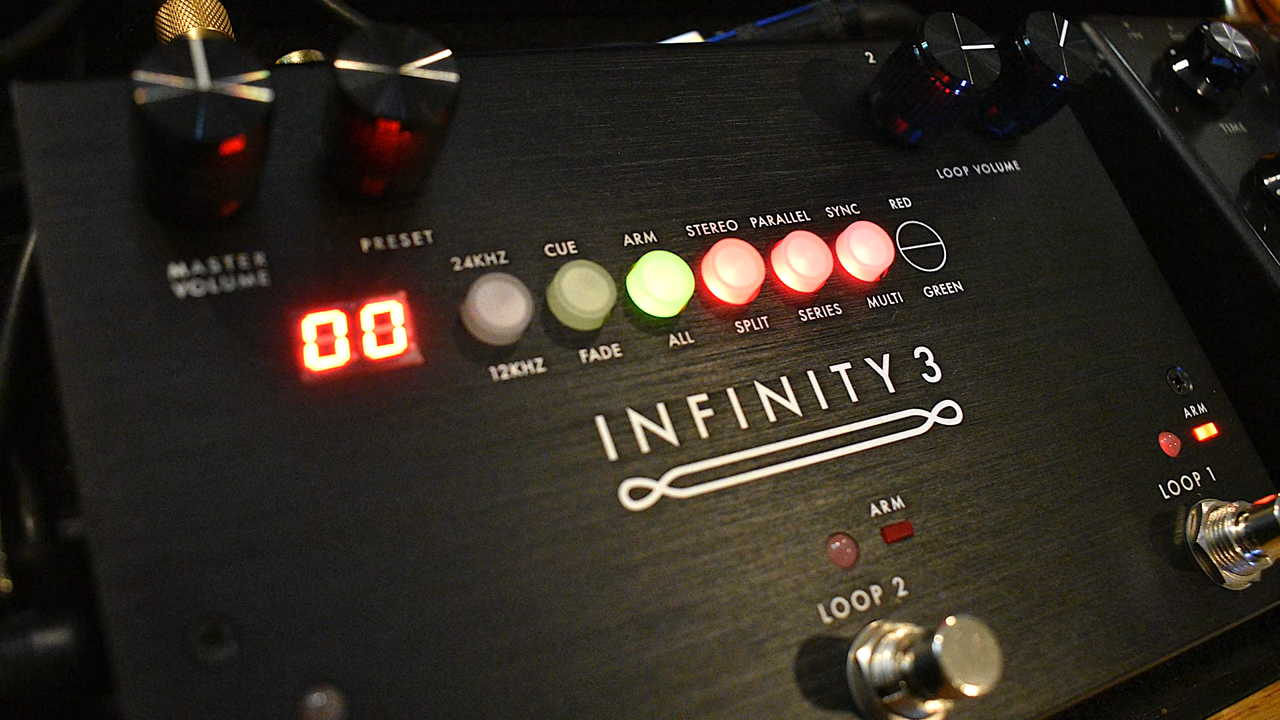 2
LOOP VOLUME
MASTER
VOLUME
PRESET
24KHZ
CUE
ARM
STEREO
PARALLEL
SYNC
RED
00
12KHZ
FADE
ALL
SPLIT
SERIES
MULTI
GREEN
INFINITY 3
ARM
LOOP 1
ARM
LOOP 2
TIME